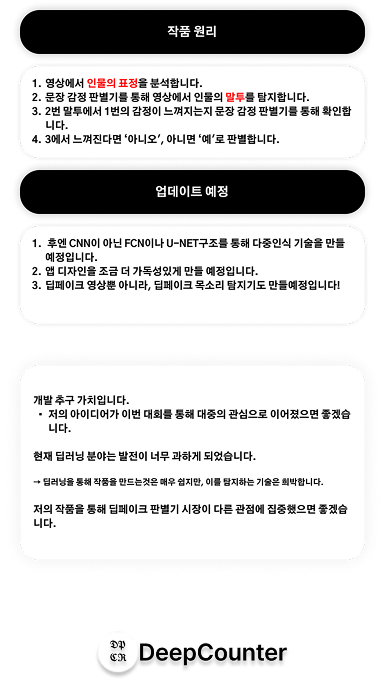 작품 원리
1. 영상에서 인물의 표정을 분석합니다.
2. 문장 감정 판별기를 통해 영상에서 인물의 말투를 탐지합니다.
3. 2번 말투에서 1번의 감정이 느껴지는지 문장 감정 판별기를 통해 확인합
니다.
4. 3에서 느껴진다면 ‘아니오’, 아니면 ‘예’로 판별합니다.
업데이트 예정
1. 후엔 CNN이 아닌 FCN이나 U-NET구조를 통해 다중인식 기술을 만들
예정입니다.
2. 앱 디자인을 조금 더 가독성있게 만들 예정입니다.
3. 딥페이크 영상뿐 아니라, 딥페이크 목소리 탐지기도 만들예정입니다!
개발 추구 가치입니다.
• 저의 아이디어가 이번 대회를 통해 대중의 관심으로 이어졌으면 좋겠습
니다.
현재 딥러닝 분야는 발전이 너무 과하게 되었습니다.
→ 딥러닝을 통해 작품을 만드는것은 매우 쉽지만, 이를 탐지하는 기술은 희박합니다.
저의 작품을 통해 딥페이크 판별기 시장이 다른 관점에 집중했으면 좋겠습
니다.
DP
CR
DeepCounter